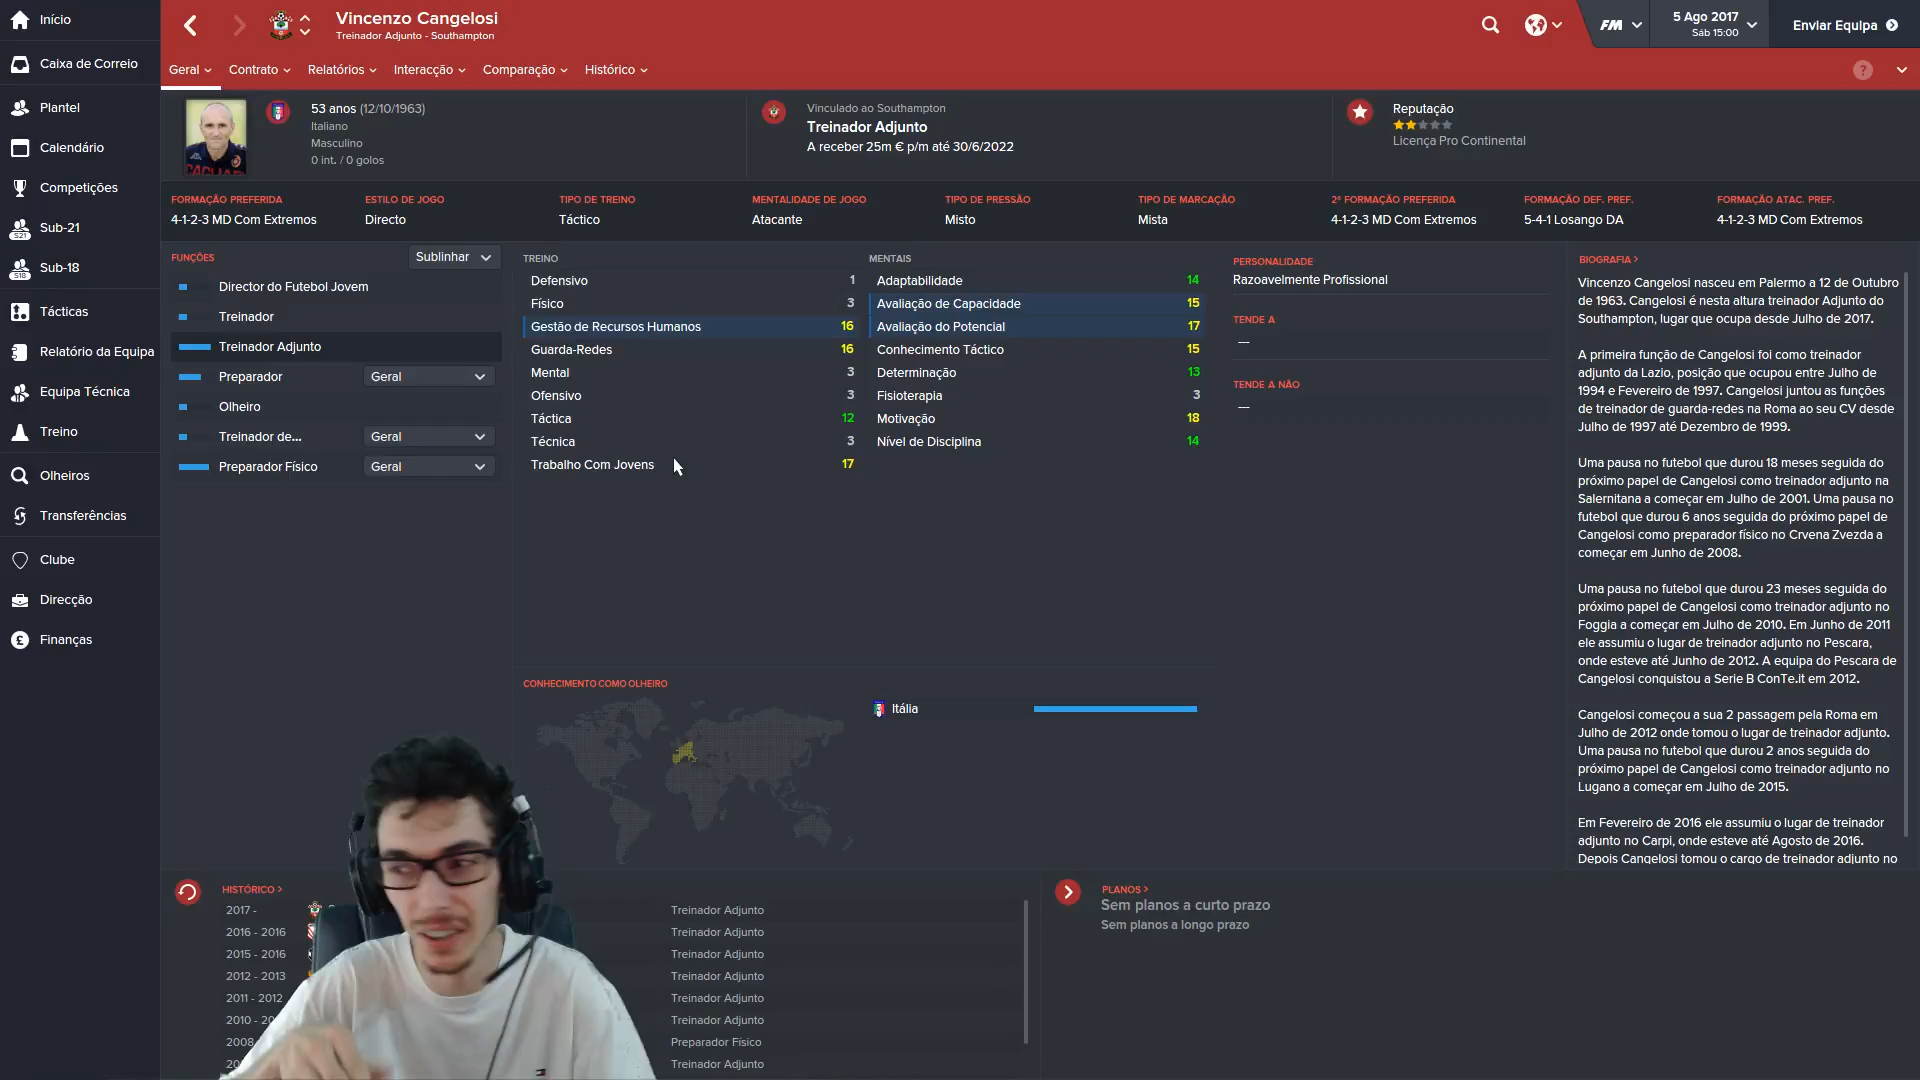 Início
Caixa de Correio
Plantel
Calendário
Competições
Sub-21
Sub-18
Tácticas
Relatório da Equipa
Equipa Técnica
Treino
Olheiros
Transferências
Clube
Direcção
Finanças
Vincenzo Cangelosi
Treinador Adjunto - Southampton
FM
5 Ago 2017
Sáb 15:00
Enviar Equipa
Geral
Contrato
Relatórios
Interacção
Comparação
Histórico
53 anos (12/10/1963)
Italiano
Masculino
0 int. / 0 golos
Vinculado ao Southampton
Treinador Adjunto
A receber 25m € p/m até 30/6/2022
Reputação
Licença Pro Continental
FORMAÇÃO PREFERIDA
4-1-2-3 MD Com Extremos
ESTILO DE JOGO
Directo
TIPO DE TREINO
Táctico
MENTALIDADE DE JOGO
Atacante
TIPO DE PRESSÃO
Misto
TIPO DE MARCAÇÃO
Mista
2ª FORMAÇÃO PREFERIDA
4-1-2-3 MD Com Extremos
FORMAÇÃO DEF. PREF.
5-4-1 Losango DA
FORMAÇÃO ATAC. PREF.
4-1-2-3 MD Com Extremos
FUNÇÕES
Sublinhar
Director do Futebol Jovem
Treinador
Treinador Adjunto
Preparador Geral
Olheiro
Treinador de... Geral
Preparador Físico Geral
TREINO
Defensivo 1
Físico 3
Gestão de Recursos Humanos 16
Guarda-Redes 16
Mental 3
Ofensivo 3
Táctica 12
Técnica 3
Trabalho Com Jovens 17
MENTAIS
Adaptabilidade 14
Avaliação de Capacidade 15
Avaliação do Potencial 17
Conhecimento Táctico 15
Determinação 13
Fisioterapia 3
Motivação 18
Nível de Disciplina 14
PERSONALIDADE
Razoavelmente Profissional
TENDE A
---
TENDE A NÃO
---
BIOGRAFIA >
Vincenzo Cangelosi nasceu em Palermo a 12 de Outubro
de 1963. Cangelosi é nesta altura treinador Adjunto do
Southampton, lugar que ocupa desde Julho de 2017.
A primeira função de Cangelosi foi como treinador
adjunto da Lazio, posição que ocupou entre Julho de
1994 e Fevereiro de 1997. Cangelosi juntou as funções
de treinador de guarda-redes na Roma ao seu CV desde
Julho de 1997 até Dezembro de 1999.
Uma pausa no futebol que durou 18 meses seguida do
próximo papel de Cangelosi como treinador adjunto na
Salernitana a começar em Julho de 2001. Uma pausa no
futebol que durou 6 anos seguida do próximo papel de
Cangelosi como preparador físico no Crvena Zvezda a
começar em Junho de 2008.
Uma pausa no futebol que durou 23 meses seguida do
próximo papel de Cangelosi como treinador adjunto no
Foggia a começar em Julho de 2010. Em Junho de 2011
ele assumiu o lugar de treinador adjunto no Pescara,
onde esteve até Junho de 2012. A equipa do Pescara de
Cangelosi conquistou a Serie B ConTe.it em 2012.
Cangelosi começou a sua 2 passagem pela Roma em
Julho de 2012 onde tomou o lugar de treinador adjunto.
Uma pausa no futebol que durou 2 anos seguida do
próximo papel de Cangelosi como treinador adjunto no
Lugano a começar em Julho de 2015.
Em Fevereiro de 2016 ele assumiu o lugar de treinador
adjunto no Carpi, onde esteve até Agosto de 2016.
Depois Cangelosi tomou o cargo de treinador adjunto no
CONHECIMENTO COMO OLHEIRO
Itália
HISTÓRICO >
2017 - Treinador Adjunto
2016 - 2016 Treinador Adjunto
2015 - 2016 Treinador Adjunto
2012 - 2013 Treinador Adjunto
2011 - 2012 Treinador Adjunto
2010 - Treinador Adjunto
2008 Preparador Físico
Treinador Adjunto
PLANOS >
Sem planos a curto prazo
Sem planos a longo prazo